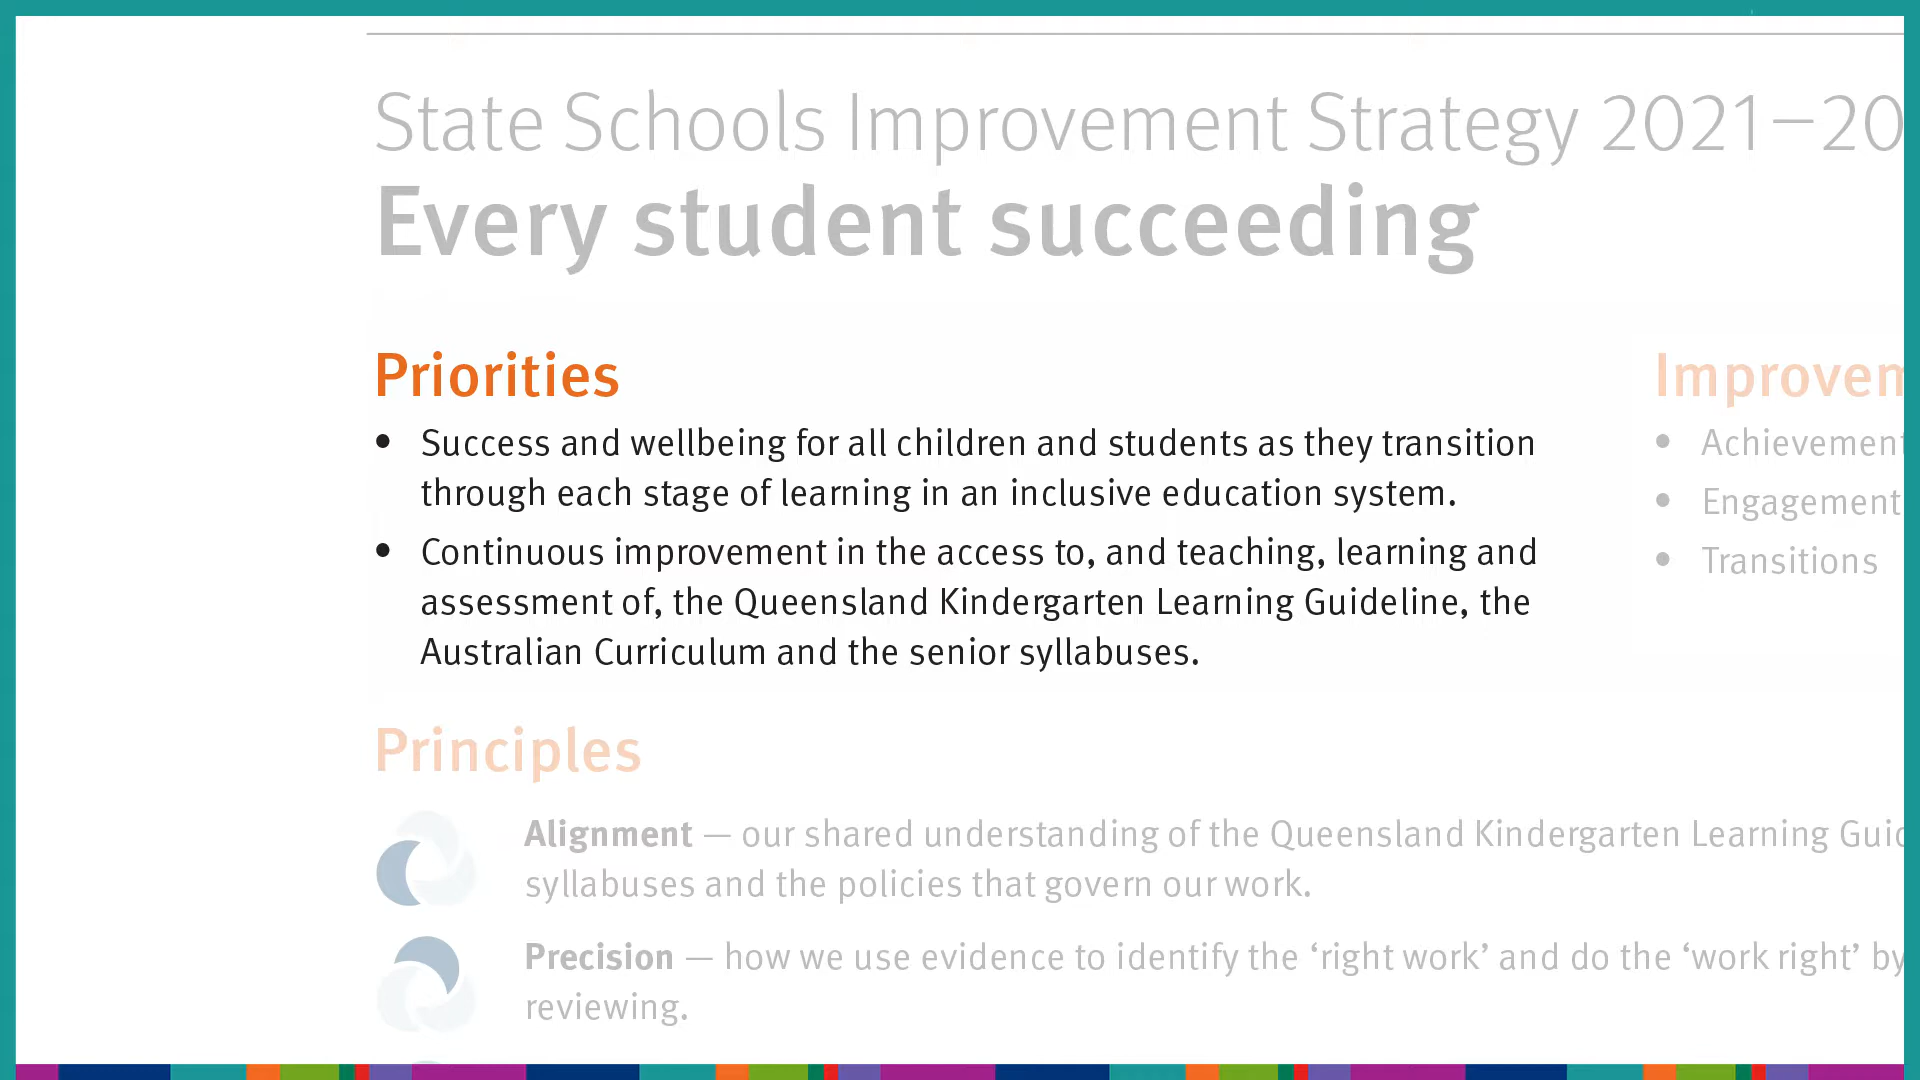 State Schools Improvement Strategy 2021–20
Every student succeeding
Priorities
• Success and wellbeing for all children and students as they transition
through each stage of learning in an inclusive education system.
• Continuous improvement in the access to, and teaching, learning and
assessment of, the Queensland Kindergarten Learning Guideline, the
Australian Curriculum and the senior syllabuses.
Improvem
• Achievement
• Engagement
• Transitions
Principles
Alignment — our shared understanding of the Queensland Kindergarten Learning Guid
syllabuses and the policies that govern our work.
Precision — how we use evidence to identify the ‘right work’ and do the ‘work right’ by
reviewing.